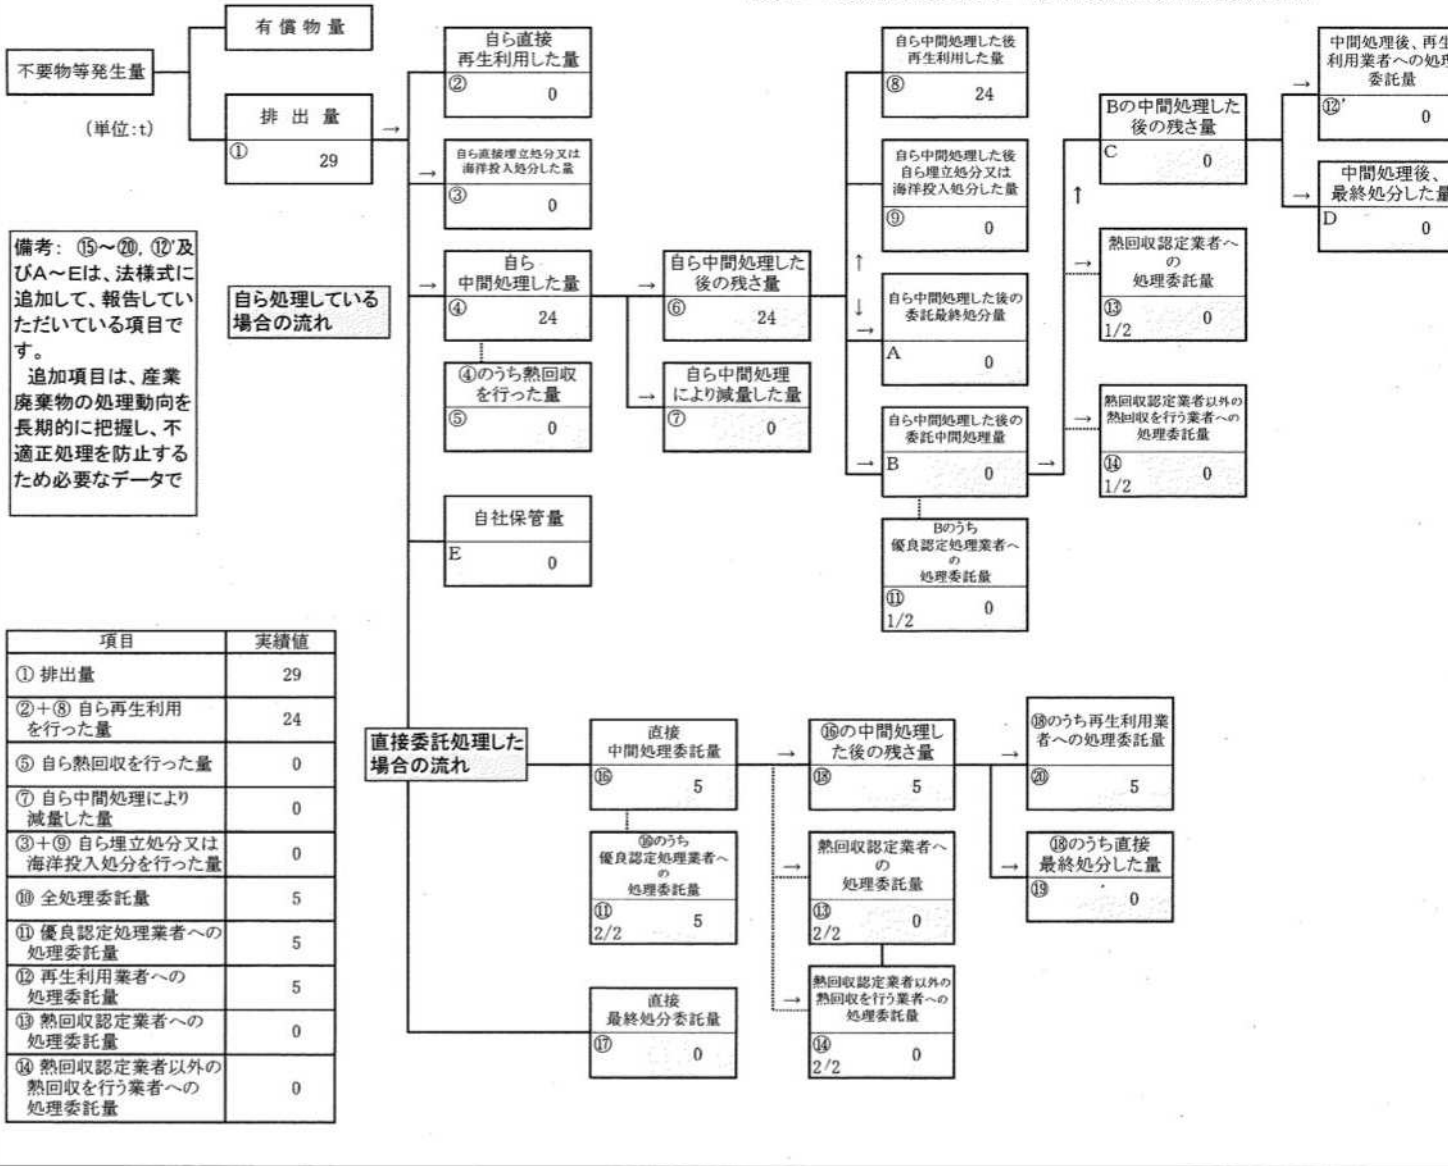 有償物量
不要物等発生量
(単位:t)
排出量
①
29
→
自ら直接
再生利用した量
②
0
→
自ら直接埋立処分又は
海洋投入処分した量
③
0
→
自ら
中間処理した量
④
24
④のうち熱回収
を行った量
⑤
0
→
自ら中間処理した
後の残さ量
⑥
24
→
自ら中間処理
により減量した量
⑦
0
自ら中間処理した後
再生利用した量
⑧
24
自ら中間処理した後
自ら埋立処分又は
海洋投入処分した量
⑨
0
↑
↓
→
自ら中間処理した後の
委託最終処分量
A
0
→
自ら中間処理した後の
委託中間処理量
B
0
→
Bのうち
優良認定処理業者へ
の
処理委託量
⑪
1/2
0
↑
Bの中間処理した
後の残さ量
C
0
→
熱回収認定業者へ
の
処理委託量
⑬
1/2
0
→
熱回収認定業者以外の
熱回収を行う業者への
処理委託量
⑭
1/2
0
→
中間処理後、再生
利用業者への処理
委託量
⑫'
0
→
中間処理後、
最終処分した量
D
0
備考: ⑮~⑳, ⑫'及
びA~Eは、法様式に
追加して、報告してい
ただいている項目で
す。
追加項目は、産業
廃棄物の処理動向を
長期的に把握し、不
適正処理を防止する
ため必要なデータで
自ら処理している
場合の流れ
自社保管量
E
0
項目 実績値
① 排出量 29
②+⑧ 自ら再生利用
を行った量 24
⑤ 自ら熱回収を行った量 0
⑦ 自ら中間処理により
減量した量 0
③+⑨ 自ら埋立処分又は
海洋投入処分を行った量 0
⑩ 全処理委託量 5
⑪ 優良認定処理業者への
処理委託量 5
⑫ 再生利用業者への
処理委託量 5
⑬ 熱回収認定業者への
処理委託量 0
⑭ 熱回収認定業者以外の
熱回収を行う業者への
処理委託量 0
直接委託処理した
場合の流れ
直接
中間処理委託量
⑯
5
⑯のうち
優良認定処理業者へ
の
処理委託量
⑪
2/2
5
直接
最終処分委託量
⑰
0
→
⑯の中間処理し
た後の残さ量
⑱
5
→
熱回収認定業者へ
の
処理委託量
⑬
2/2
0
→
熱回収認定業者以外の
熱回収を行う業者への
処理委託量
⑭
2/2
0
→
⑱のうち再生利用業
者への処理委託量
⑳
5
→
⑱のうち直接
最終処分した量
⑲
0